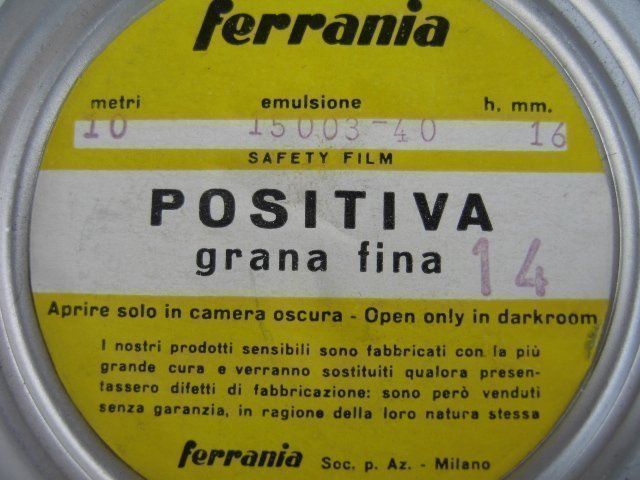 ferrania
metri emulsione h. mm.
10 15003-40 16
SAFETY FILM
POSITIVA
grana fina 14
Aprire solo in camera oscura - Open only in darkroom
I nostri prodotti sensibili sono fabbricati con la più
grande cura e verranno sostituiti qualora presen-
tassero difetti di fabbricazione: sono però venduti
senza garanzia, in ragione della loro natura stessa
ferrania Soc. p. Az. - Milano